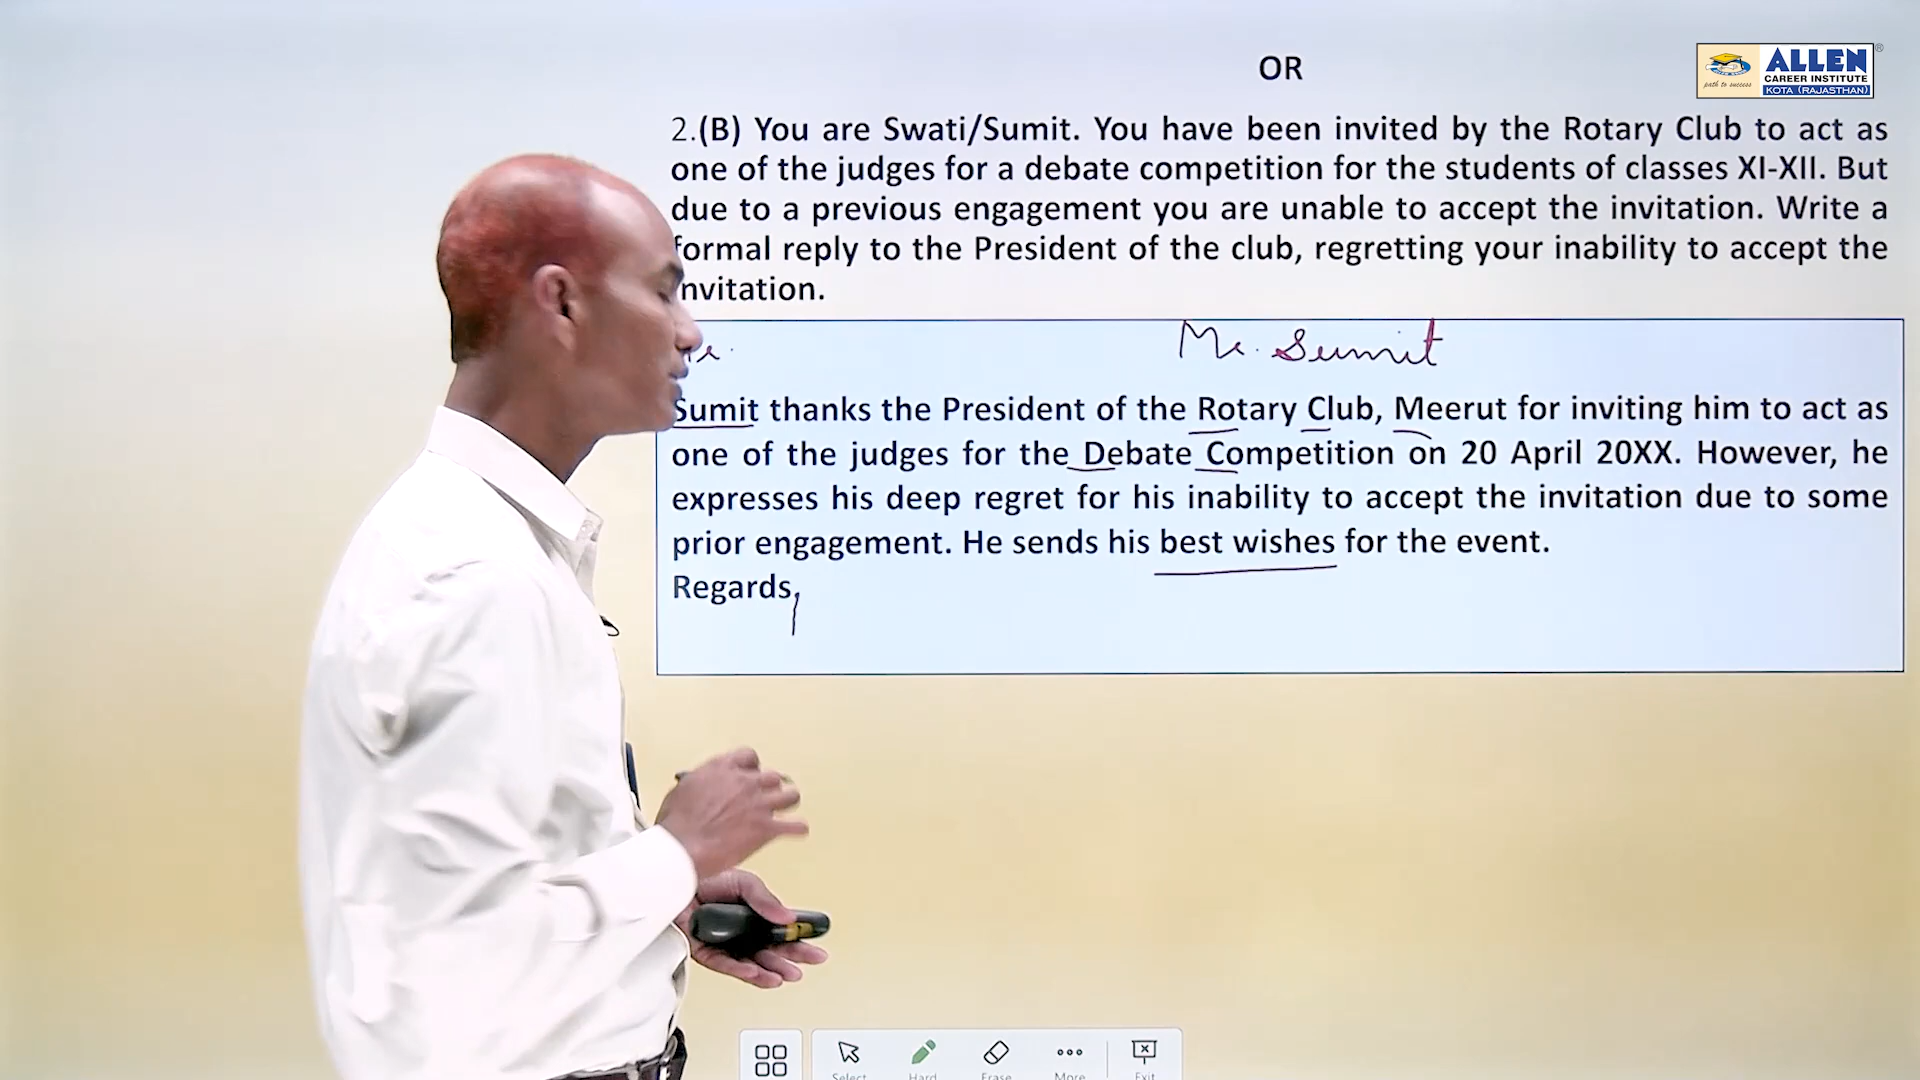 OR
ALLEN
®
CAREER INSTITUTE
path to success
KOTA (RAJASTHAN)
2.(B) You are Swati/Sumit. You have been invited by the Rotary Club to act as
one of the judges for a debate competition for the students of classes XI-XII. But
due to a previous engagement you are unable to accept the invitation. Write a
formal reply to the President of the club, regretting your inability to accept the
nvitation.
Mr. Sumit
Sumit thanks the President of the Rotary Club, Meerut for inviting him to act as
one of the judges for the Debate Competition on 20 April 20XX. However, he
expresses his deep regret for his inability to accept the invitation due to some
prior engagement. He sends his best wishes for the event.
Regards,
Select
Hard
Erase
More
Exit